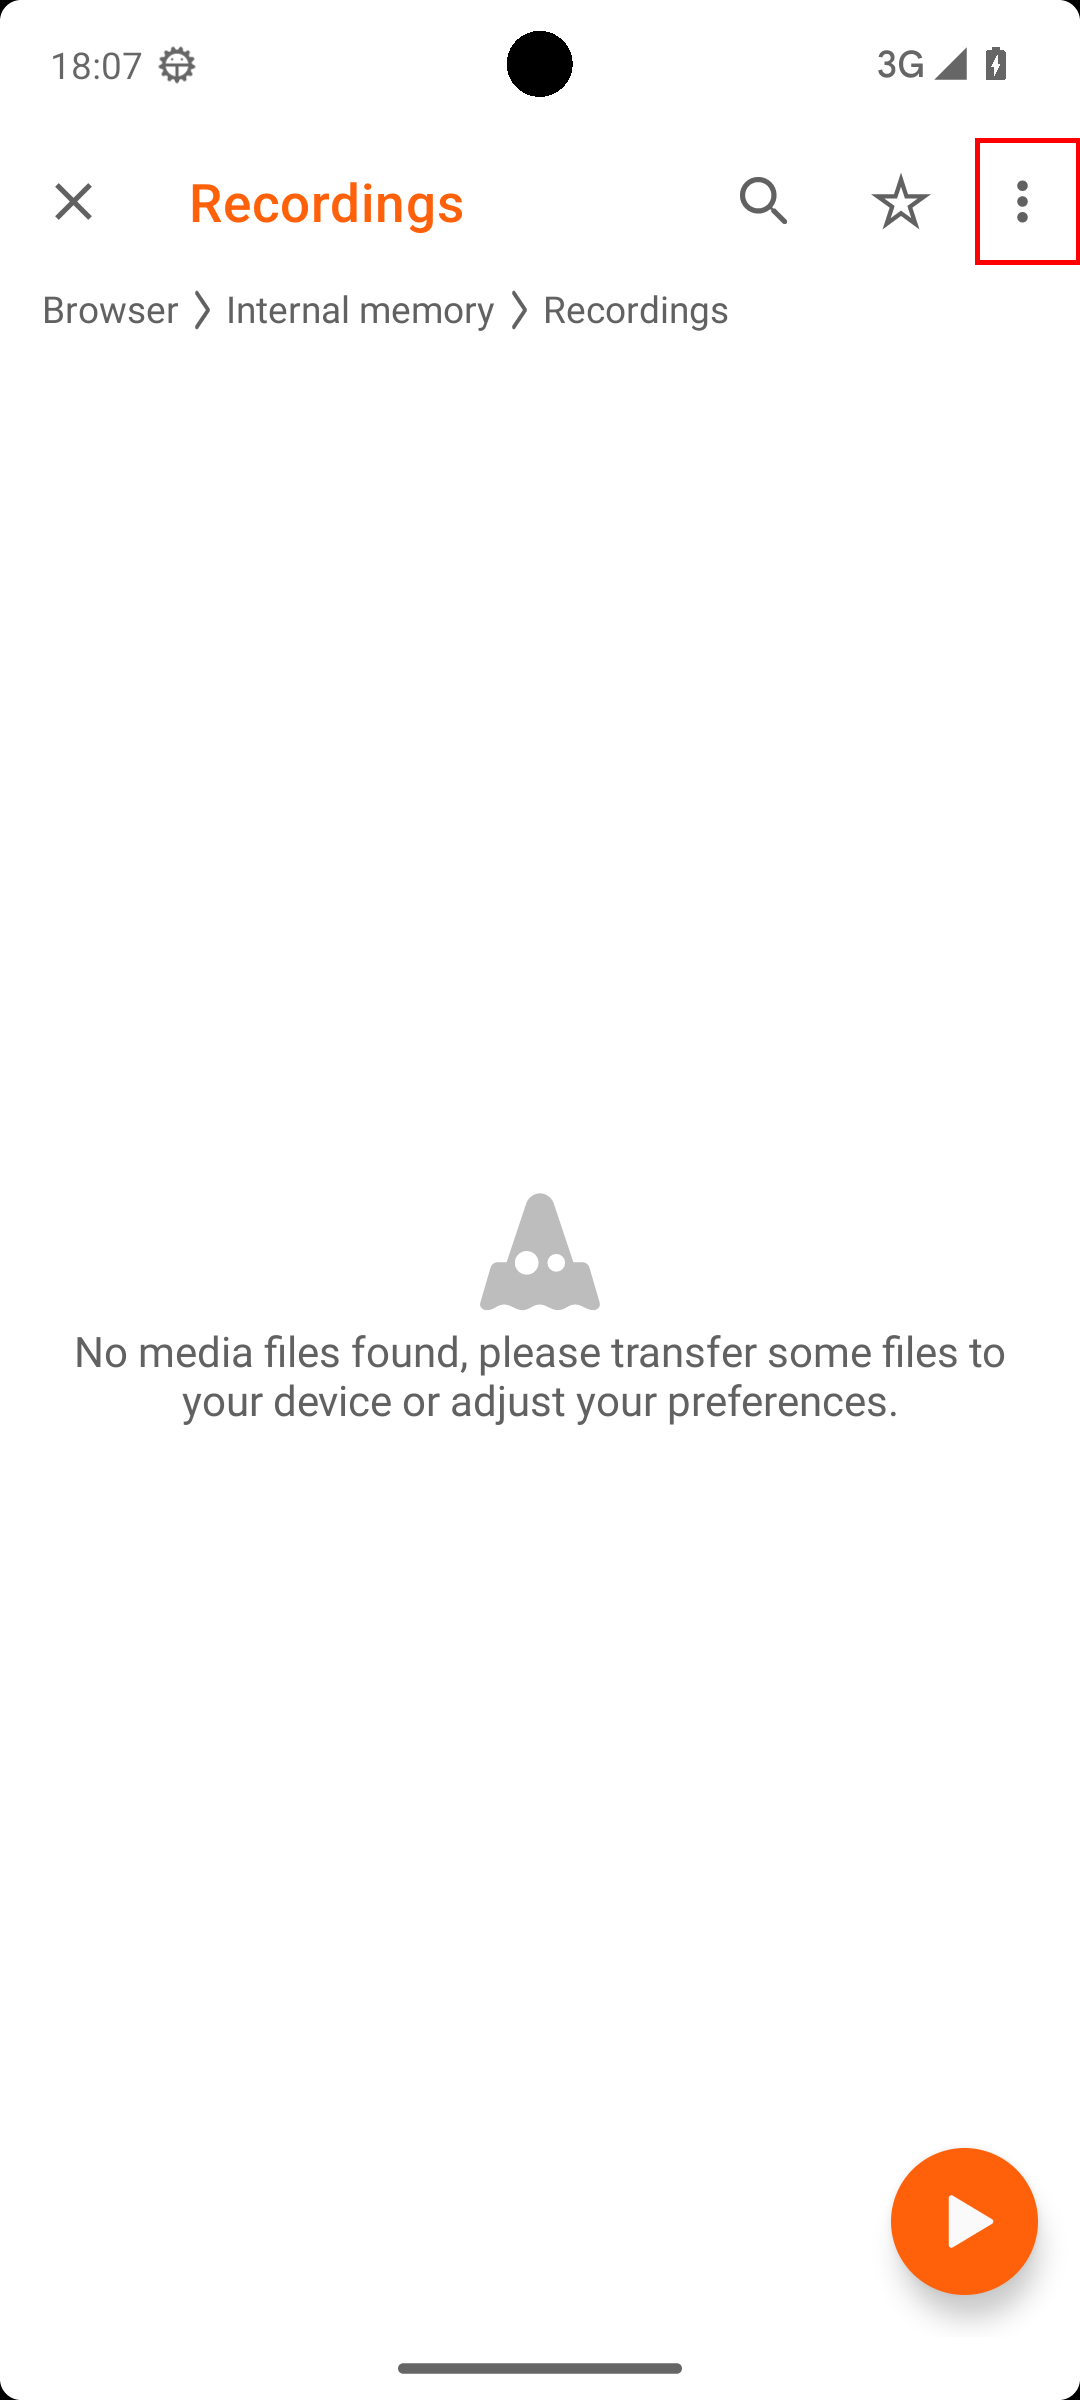 18:07
3G
Recordings
Browser
Internal memory
Recordings
No media files found, please transfer some files to
your device or adjust your preferences.